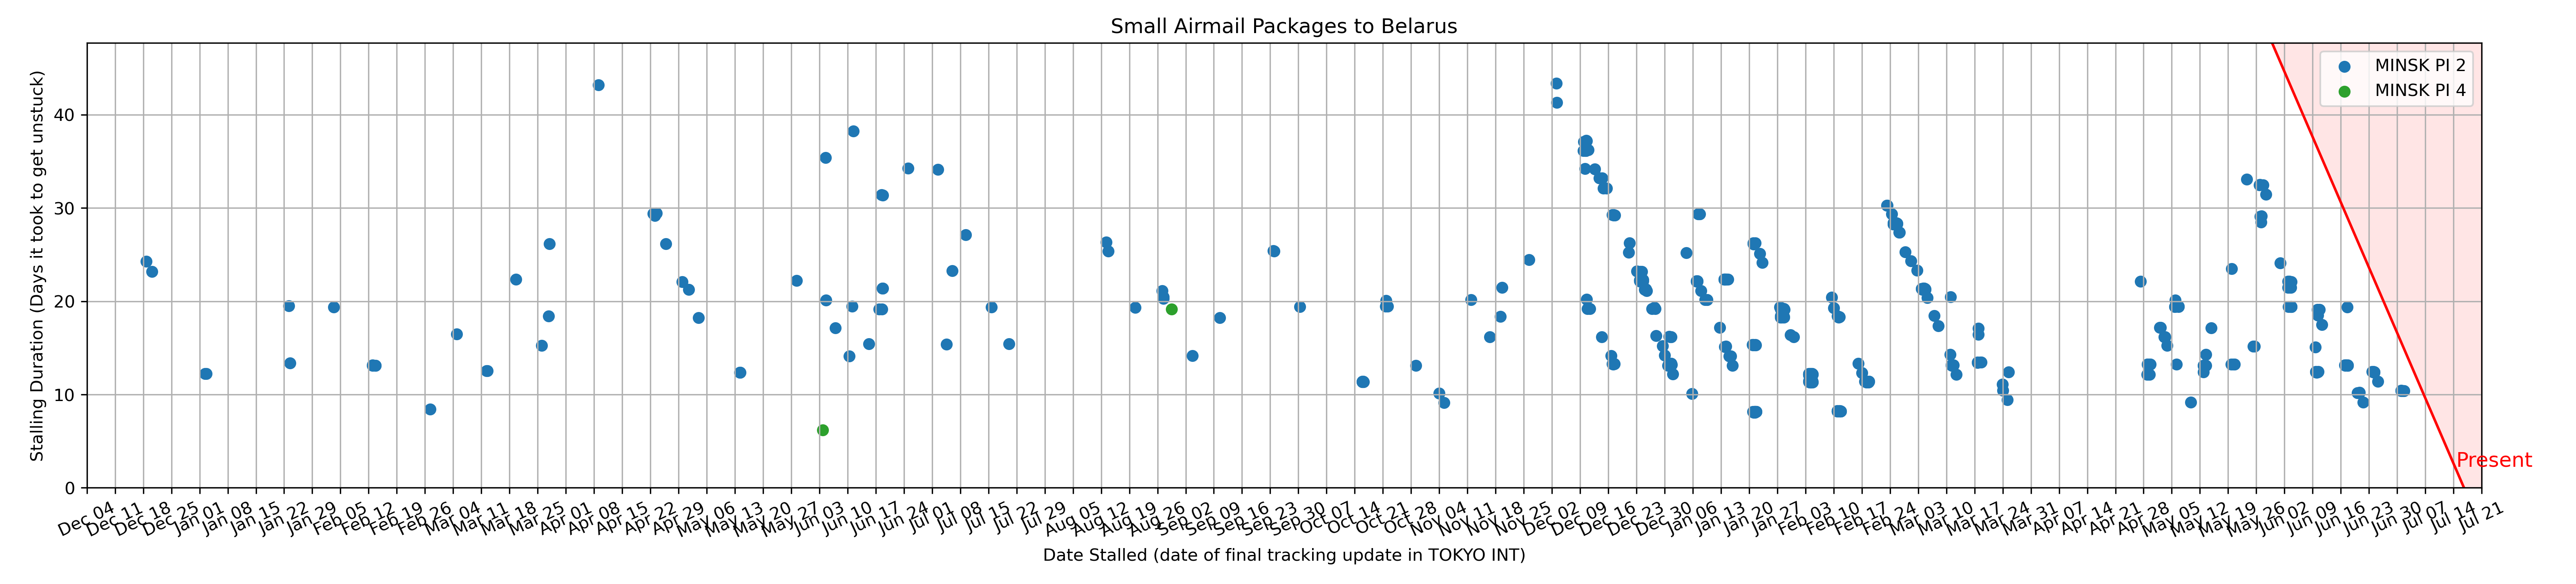 Small Airmail Packages to Belarus
MINSK PI 2
MINSK PI 4
Stalling Duration (Days it took to get unstuck)
40
30
20
10
0
Present
Dec 04 Dec 11 Dec 18 Dec 25 Jan 01 Jan 08 Jan 15 Jan 22 Jan 29 Feb 05 Feb 12 Feb 19 Feb 26 Mar 04 Mar 11 Mar 18 Mar 25 Apr 01 Apr 08 Apr 15 Apr 22 Apr 29 May 06 May 13 May 20 May 27 Jun 03 Jun 10 Jun 17 Jun 24 Jul 01 Jul 08 Jul 15 Jul 22 Jul 29 Aug 05 Aug 12 Aug 19 Aug 26 Sep 02 Sep 09 Sep 16 Sep 23 Sep 30 Oct 07 Oct 14 Oct 21 Oct 28 Nov 04 Nov 11 Nov 18 Nov 25 Dec 02 Dec 09 Dec 16 Dec 23 Dec 30 Jan 06 Jan 13 Jan 20 Jan 27 Feb 03 Feb 10 Feb 17 Feb 24 Mar 03 Mar 10 Mar 17 Mar 24 Mar 31 Apr 07 Apr 14 Apr 21 Apr 28 May 05 May 12 May 19 May 26 Jun 02 Jun 09 Jun 16 Jun 23 Jun 30 Jul 07 Jul 14 Jul 21
Date Stalled (date of final tracking update in TOKYO INT)